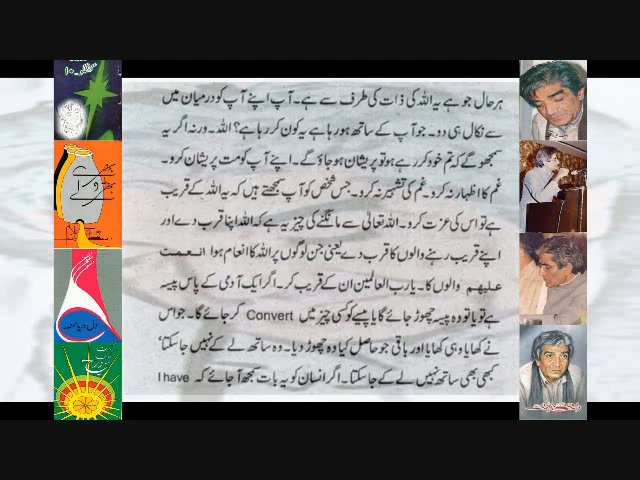 ہر حال جو ہے یہ اللہ کی ذات کی طرف سے ہے۔ آپ اپنے آپ کو درمیان میں
سے نکال ہی دو۔ جو آپ کے ساتھ ہو رہا ہے یہ کون کر رہا ہے؟ اللہ۔ ورنہ اگر یہ
سمجھو گے کہ تم خود کر رہے ہو تو پریشان ہو جاؤ گے۔ اپنے آپ کو مت پریشان کرو۔
غم کا اظہار نہ کرو۔ غم کی تشہیر نہ کرو۔ جس شخص کو آپ سمجھتے ہیں کہ یہ اللہ کے قریب
ہے تو اس کی عزت کرو۔ اللہ تعالیٰ سے مانگنے کی چیز یہ ہے کہ اللہ اپنا قرب دے اور
اپنے قریب رہنے والوں کا قرب دے یعنی جن لوگوں پر اللہ کا انعام ہوا انعمت
علیھم والوں کا۔ یا رب العالمین ان کے قریب کر۔ اگر ایک آدمی کے پاس پیسہ
ہے تو یا تو وہ پیسہ چھوڑ جائے گا یا پیسے کو کسی چیز میں Convert کر جائے گا۔ جو اس
نے کھایا وہی کھایا اور باقی جو حاصل کیا وہ چھوڑ دیا۔ وہ ساتھ لے کے نہیں جا سکتا‘
کبھی بھی ساتھ نہیں لے کے جا سکتا۔ اگر انسان کو یہ بات سمجھ آ جائے کہ I have
دل دریا سمندر